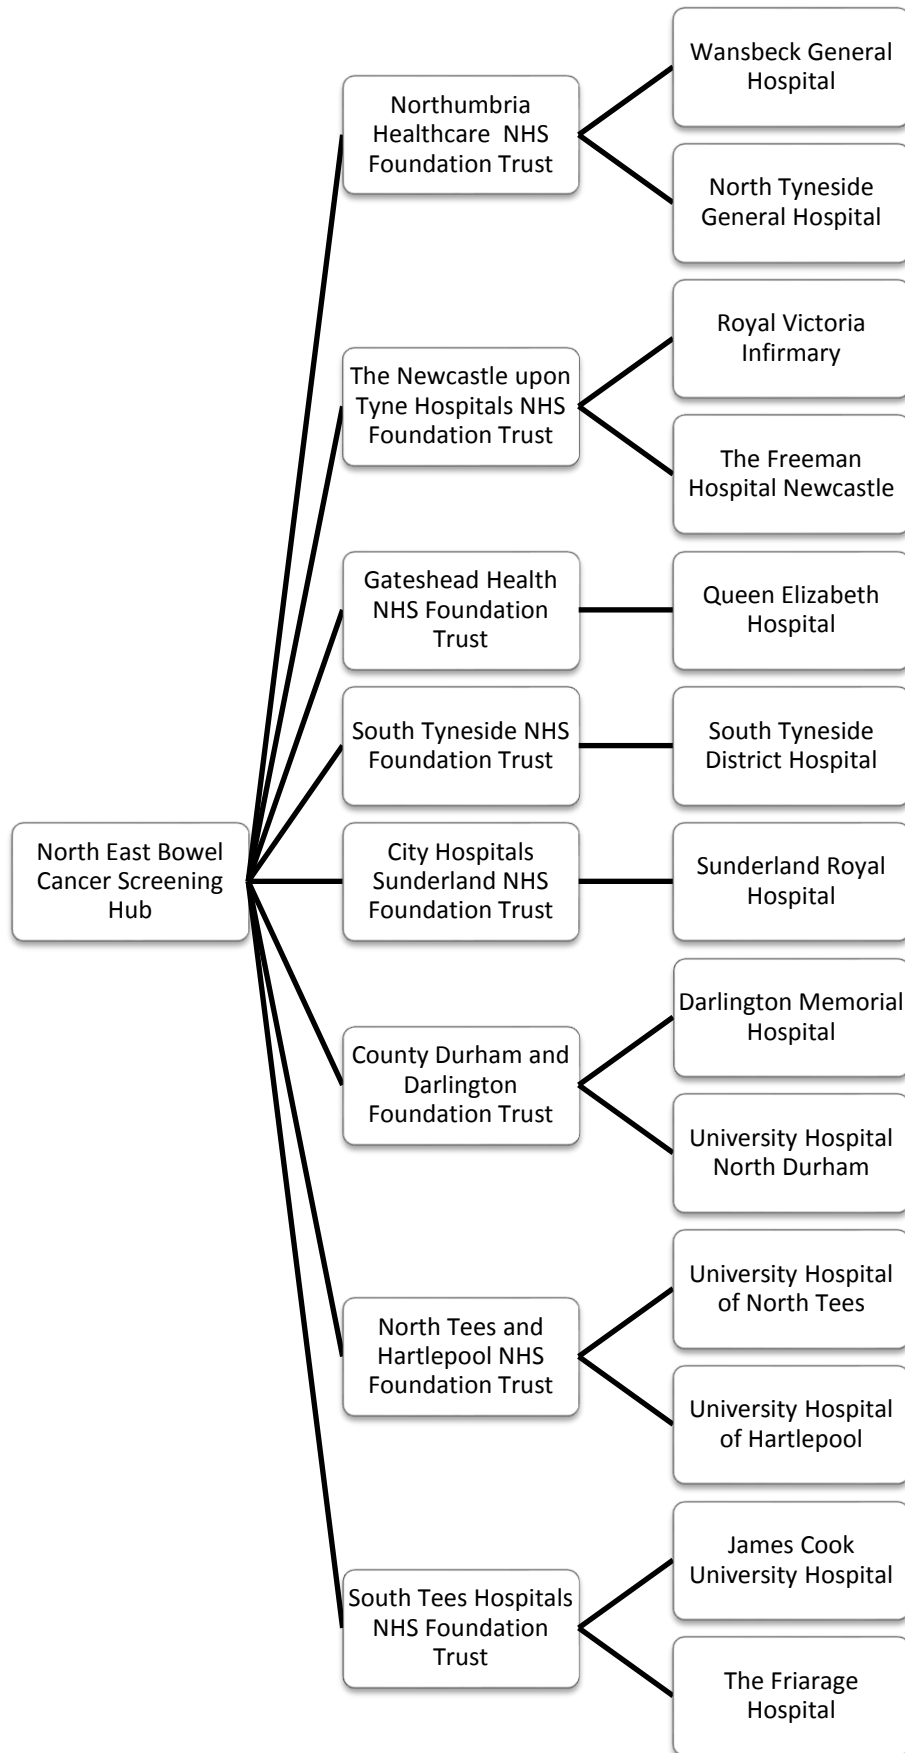 North East Bowel
Cancer Screening
Hub
Northumbria
Healthcare  NHS
Foundation Trust
Wansbeck General
Hospital
North Tyneside
General Hospital
The Newcastle upon
Tyne Hospitals NHS
Foundation Trust
Royal Victoria
Infirmary
The Freeman
Hospital Newcastle
Gateshead Health
NHS Foundation
Trust
Queen Elizabeth
Hospital
South Tyneside NHS
Foundation Trust
South Tyneside
District Hospital
City Hospitals
Sunderland NHS
Foundation Trust
Sunderland Royal
Hospital
County Durham and
Darlington
Foundation Trust
Darlington Memorial
Hospital
University Hospital
North Durham
North Tees and
Hartlepool NHS
Foundation Trust
University Hospital
of North Tees
University Hospital
of Hartlepool
South Tees Hospitals
NHS Foundation
Trust
James Cook
University Hospital
The Friarage
Hospital